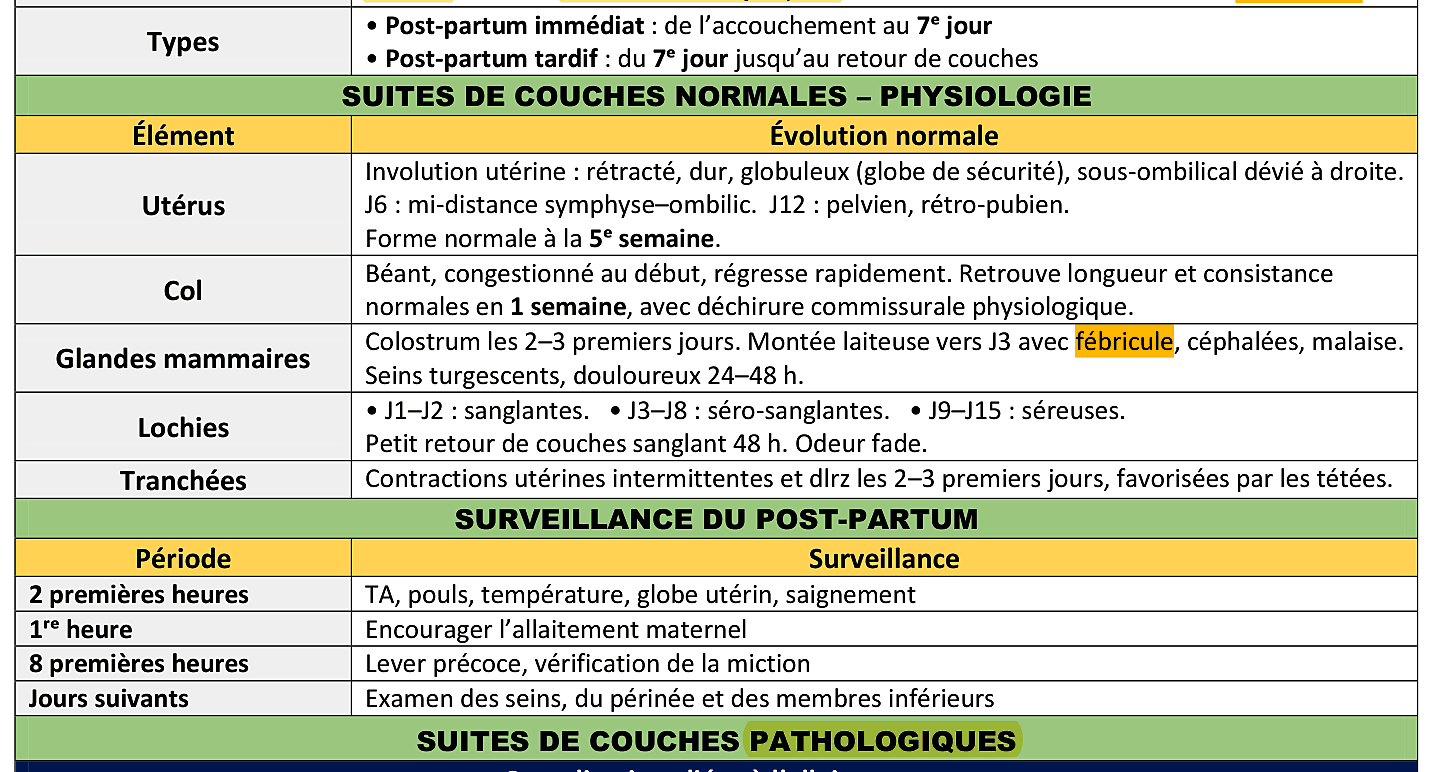 Types
• Post-partum immédiat : de l’accouchement au 7e jour
• Post-partum tardif : du 7e jour jusqu’au retour de couches
SUITES DE COUCHES NORMALES – PHYSIOLOGIE
Élément
Évolution normale
Utérus
Involution utérine : rétracté, dur, globuleux (globe de sécurité), sous-ombilical dévié à droite.
J6 : mi-distance symphyse–ombilic. J12 : pelvien, rétro-pubien.
Forme normale à la 5e semaine.
Col
Béant, congestionné au début, régresse rapidement. Retrouve longueur et consistance
normales en 1 semaine, avec déchirure commissurale physiologique.
Glandes mammaires
Colostrum les 2–3 premiers jours. Montée laiteuse vers J3 avec fébricule, céphalées, malaise.
Seins turgescents, douloureux 24–48 h.
Lochies
• J1–J2 : sanglantes. • J3–J8 : séro-sanglantes. • J9–J15 : séreuses.
Petit retour de couches sanglant 48 h. Odeur fade.
Tranchées
Contractions utérines intermittentes et dlrz les 2–3 premiers jours, favorisées par les tétées.
SURVEILLANCE DU POST-PARTUM
Période
Surveillance
2 premières heures
TA, pouls, température, globe utérin, saignement
1re heure
Encourager l’allaitement maternel
8 premières heures
Lever précoce, vérification de la miction
Jours suivants
Examen des seins, du périnée et des membres inférieurs
SUITES DE COUCHES PATHOLOGIQUES